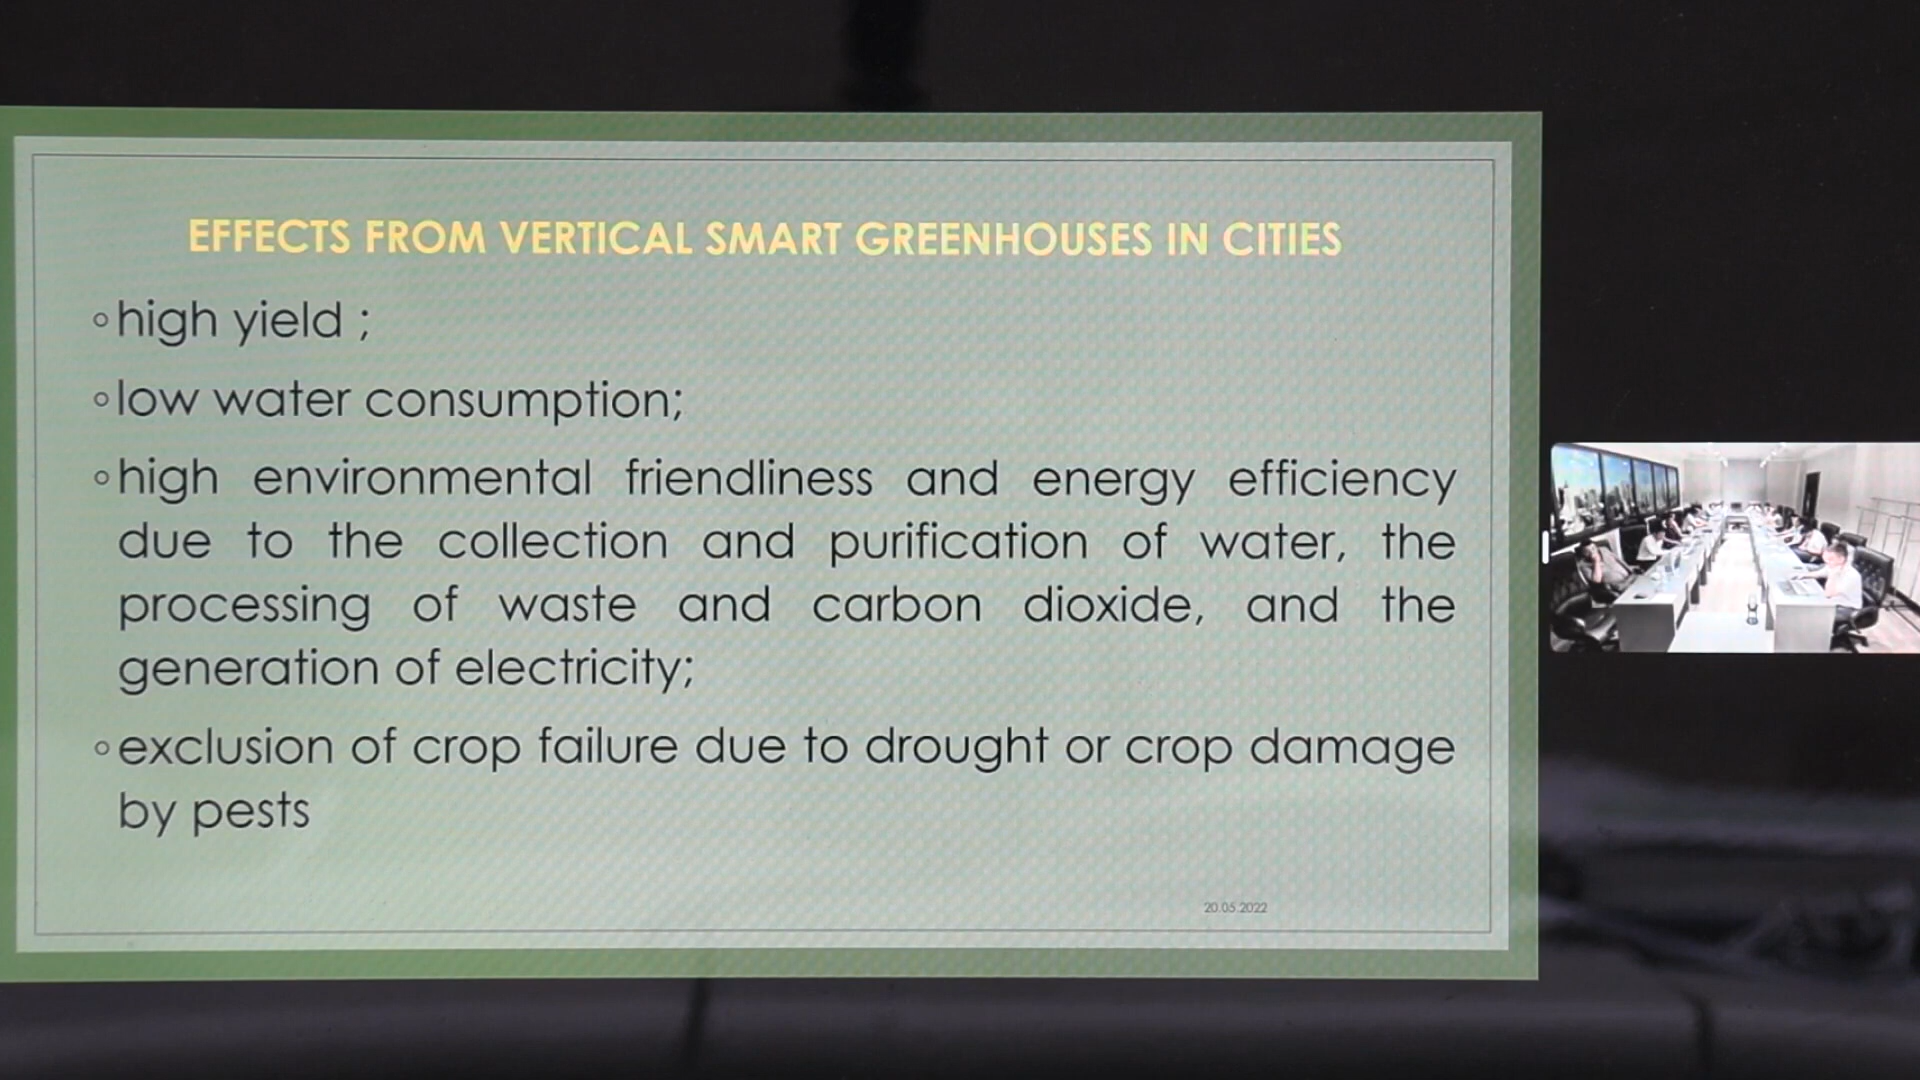 EFFECTS FROM VERTICAL SMART GREENHOUSES IN CITIES
◦high yield ;
◦low water consumption;
◦high environmental friendliness and energy efficiency
due to the collection and purification of water, the
processing of waste and carbon dioxide, and the
generation of electricity;
◦exclusion of crop failure due to drought or crop damage
by pests
20.05.2022